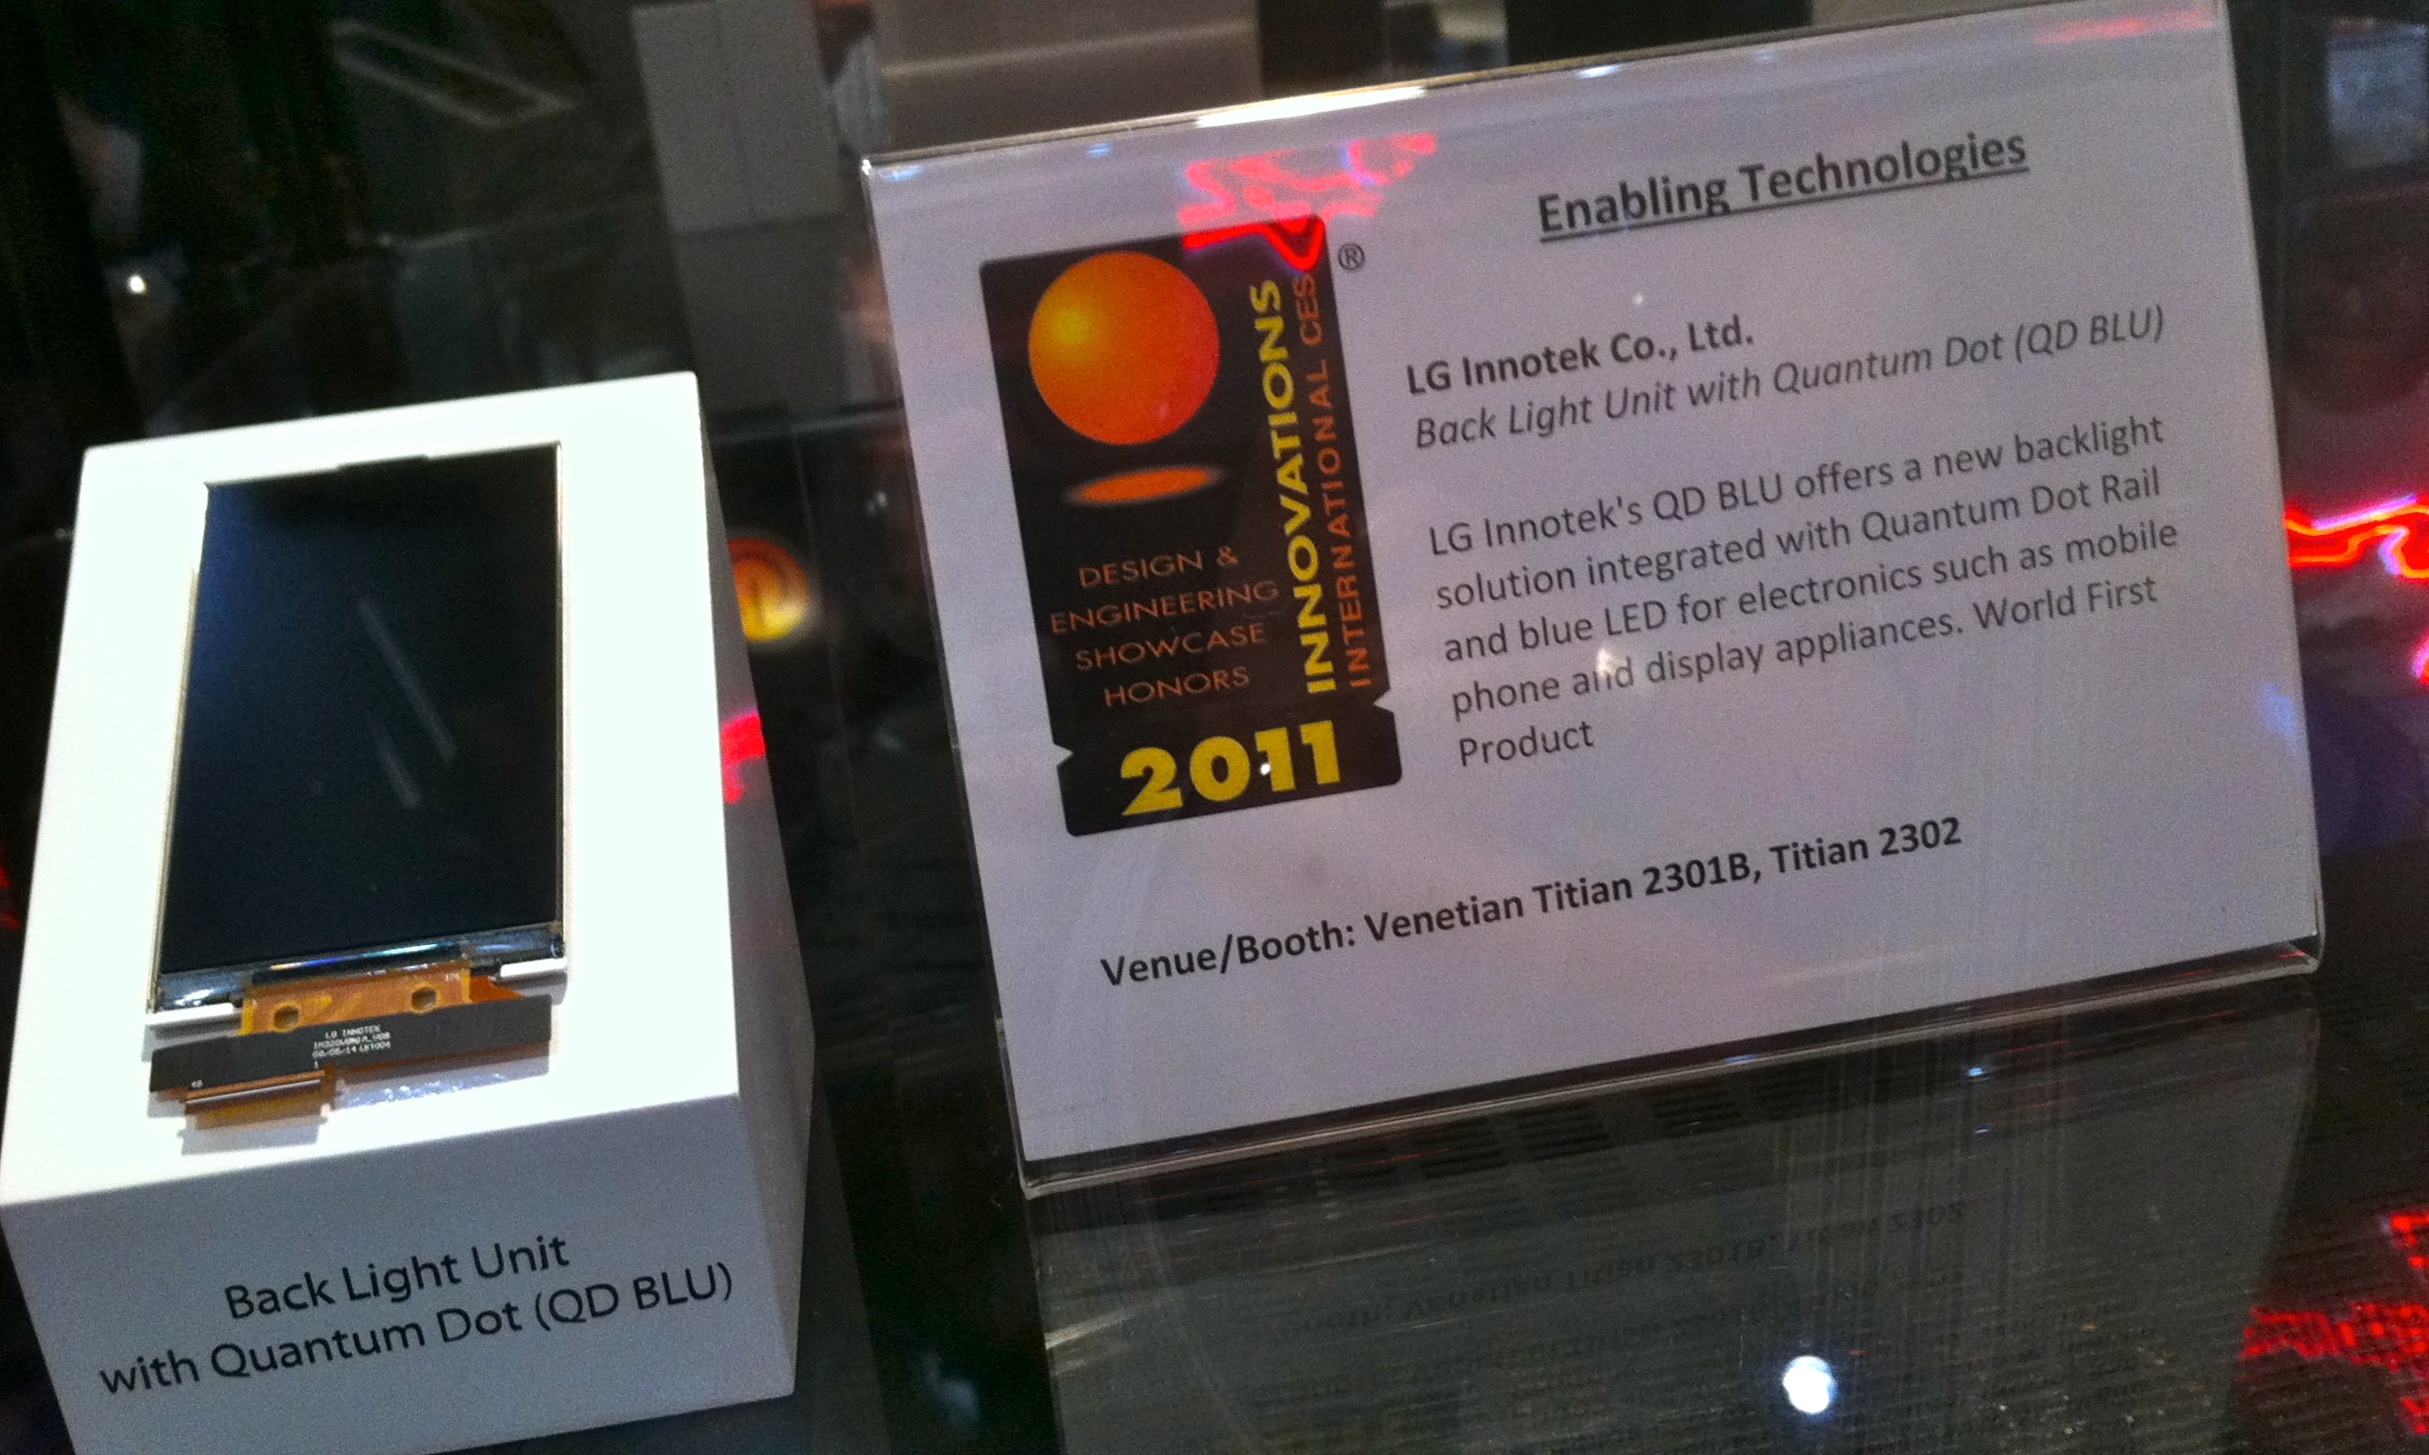 Enabling Technologies
LG Innotek Co., Ltd.
Back Light Unit with Quantum Dot (QD BLU)
LG Innotek's QD BLU offers a new backlight
solution integrated with Quantum Dot Rail
and blue LED for electronics such as mobile
phone and display appliances. World First
Product
Venue/Booth: Venetian Titian 2301B, Titian 2302
INNOVATIONS
INTERNATIONAL CES
®
DESIGN &
ENGINEERING
SHOWCASE
HONORS
2011
LG INNOTEK
Back Light Unit
with Quantum Dot (QD BLU)